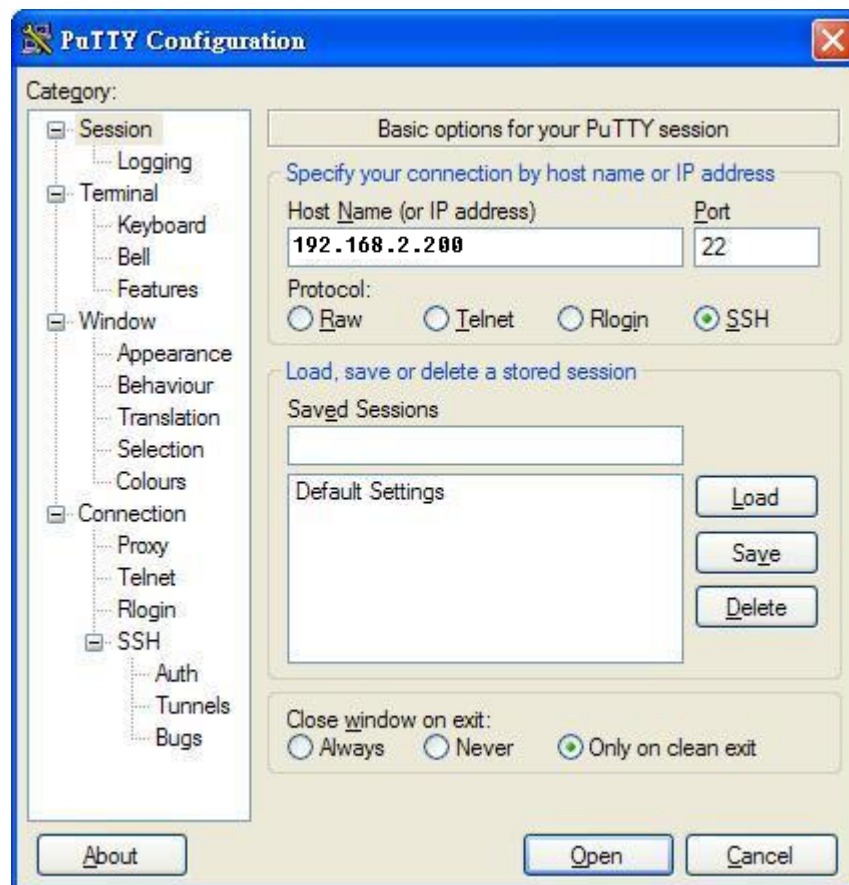 PuTTY Configuration
Category:
Session
Logging
Terminal
Keyboard
Bell
Features
Window
Appearance
Behaviour
Translation
Selection
Colours
Connection
Proxy
Telnet
Rlogin
SSH
Auth
Tunnels
Bugs
Basic options for your PuTTY session
Specify your connection by host name or IP address
Host Name (or IP address) Port
192.168.2.200 22
Protocol:
Raw Telnet Rlogin SSH
Load, save or delete a stored session
Saved Sessions
Default Settings
Load
Save
Delete
Close window on exit:
Always Never Only on clean exit
About Open Cancel